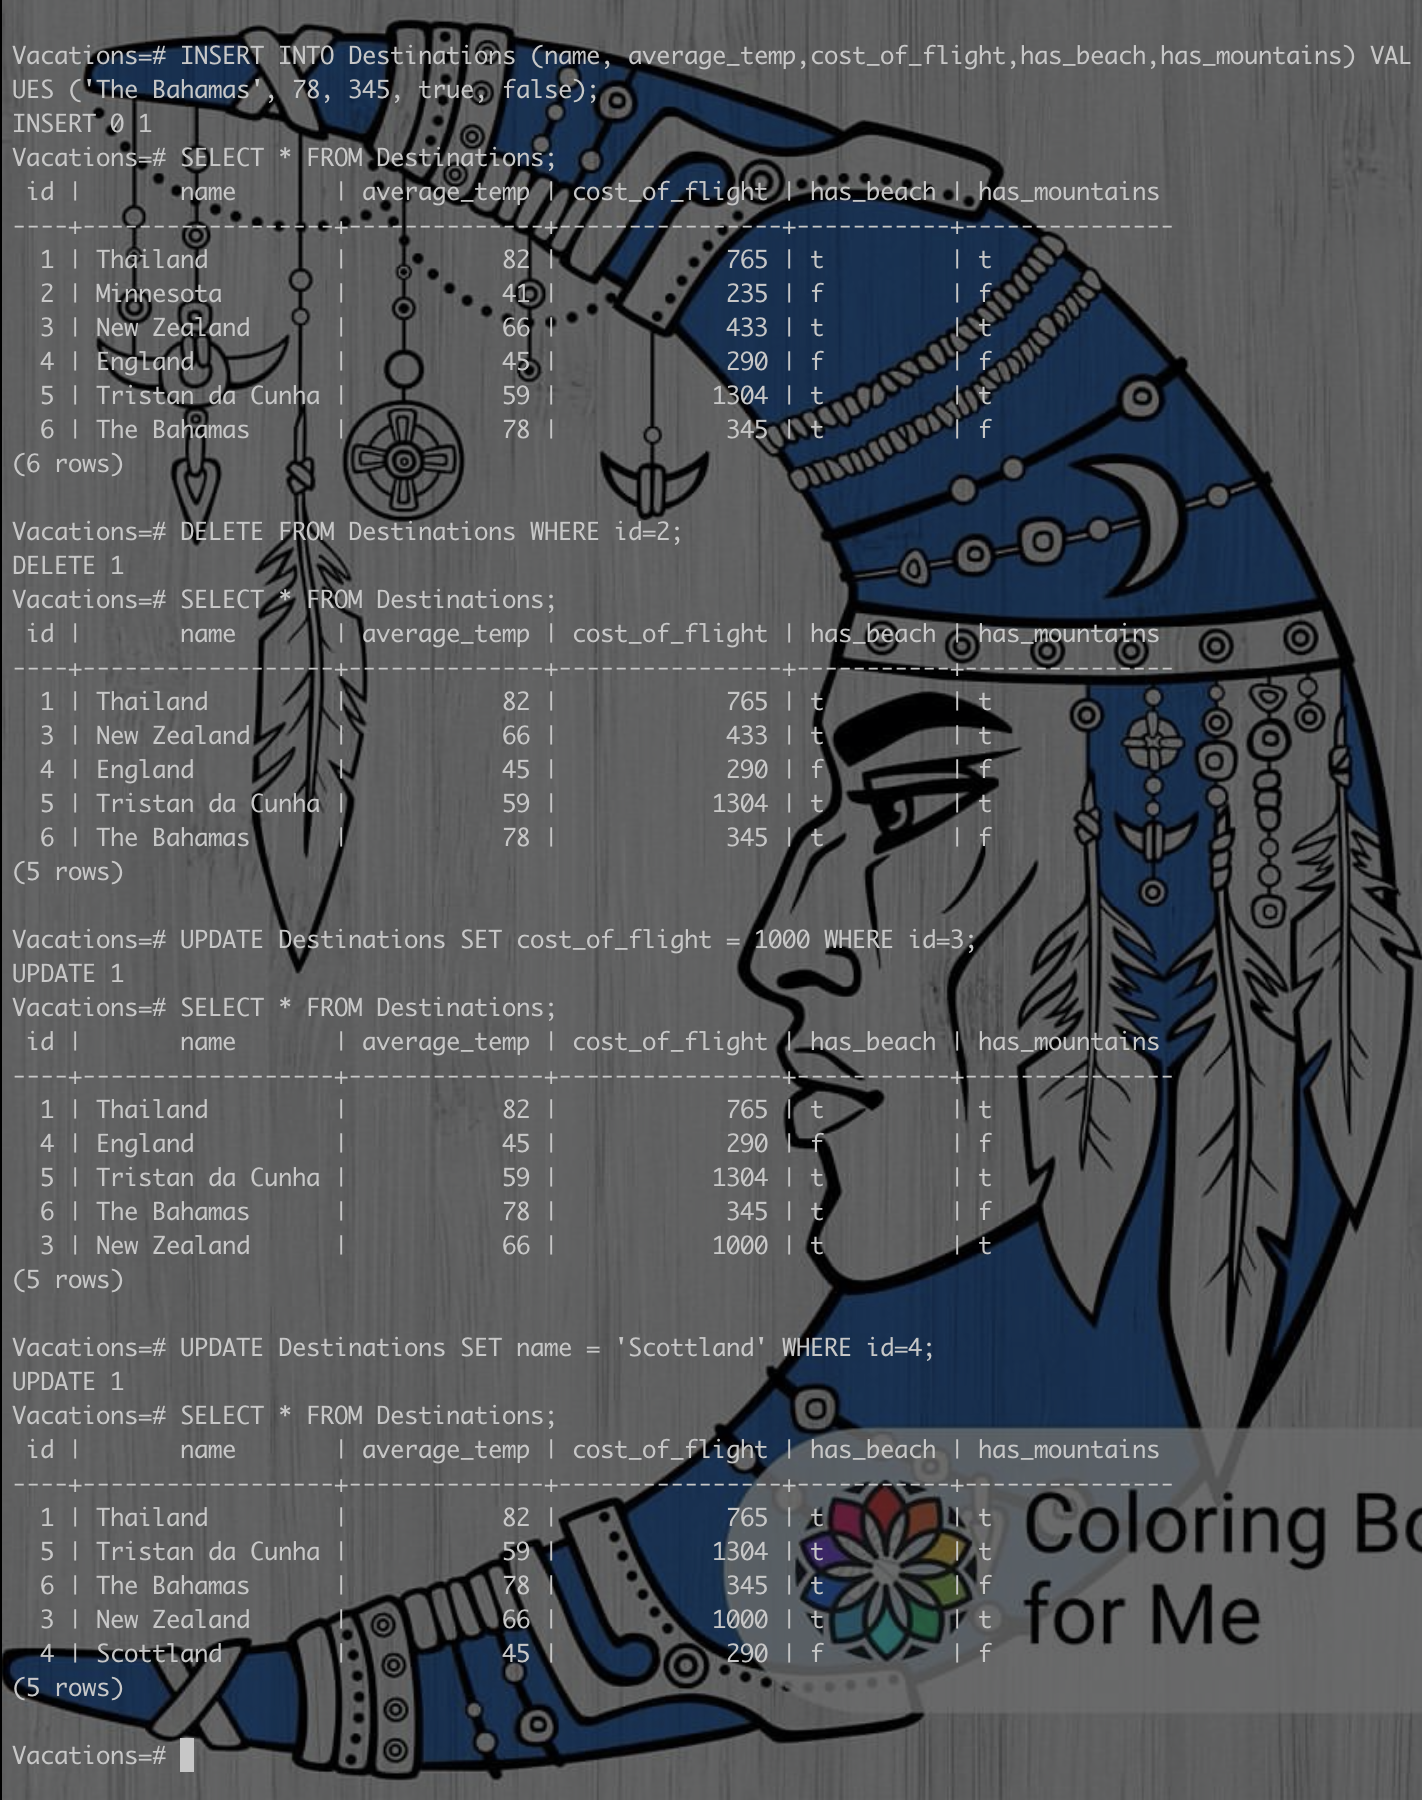 Vacations=# INSERT INTO Destinations (name, average_temp,cost_of_flight,has_beach,has_mountains) VAL
UES ('The Bahamas', 78, 345, true, false);
INSERT 0 1
Vacations=# SELECT * FROM Destinations;
 id |       name       | average_temp | cost_of_flight | has_beach | has_mountains
----+------------------+--------------+----------------+-----------+---------------
  1 | Thailand         |           82 |            765 | t         | t
  2 | Minnesota        |           41 |            235 | f         | f
  3 | New Zealand      |           66 |            433 | t         | t
  4 | England          |           45 |            290 | f         | f
  5 | Tristan da Cunha |           59 |           1304 | t         | t
  6 | The Bahamas      |           78 |            345 | t         | f
(6 rows)

Vacations=# DELETE FROM Destinations WHERE id=2;
DELETE 1
Vacations=# SELECT * FROM Destinations;
 id |       name       | average_temp | cost_of_flight | has_beach | has_mountains
----+------------------+--------------+----------------+-----------+---------------
  1 | Thailand         |           82 |            765 | t         | t
  3 | New Zealand      |           66 |            433 | t         | t
  4 | England          |           45 |            290 | f         | f
  5 | Tristan da Cunha |           59 |           1304 | t         | t
  6 | The Bahamas      |           78 |            345 | t         | f
(5 rows)

Vacations=# UPDATE Destinations SET cost_of_flight = 1000 WHERE id=3;
UPDATE 1
Vacations=# SELECT * FROM Destinations;
 id |       name       | average_temp | cost_of_flight | has_beach | has_mountains
----+------------------+--------------+----------------+-----------+---------------
  1 | Thailand         |           82 |            765 | t         | t
  4 | England          |           45 |            290 | f         | f
  5 | Tristan da Cunha |           59 |           1304 | t         | t
  6 | The Bahamas      |           78 |            345 | t         | f
  3 | New Zealand      |           66 |           1000 | t         | t
(5 rows)

Vacations=# UPDATE Destinations SET name = 'Scottland' WHERE id=4;
UPDATE 1
Vacations=# SELECT * FROM Destinations;
 id |       name       | average_temp | cost_of_flight | has_beach | has_mountains
----+------------------+--------------+----------------+-----------+---------------
  1 | Thailand         |           82 |            765 | t         | t
  5 | Tristan da Cunha |           59 |           1304 | t         | t
  6 | The Bahamas      |           78 |            345 | t         | f
  3 | New Zealand      |           66 |           1000 | t         | t
  4 | Scottland        |           45 |            290 | f         | f
(5 rows)

Vacations=#
Coloring Bo
for Me